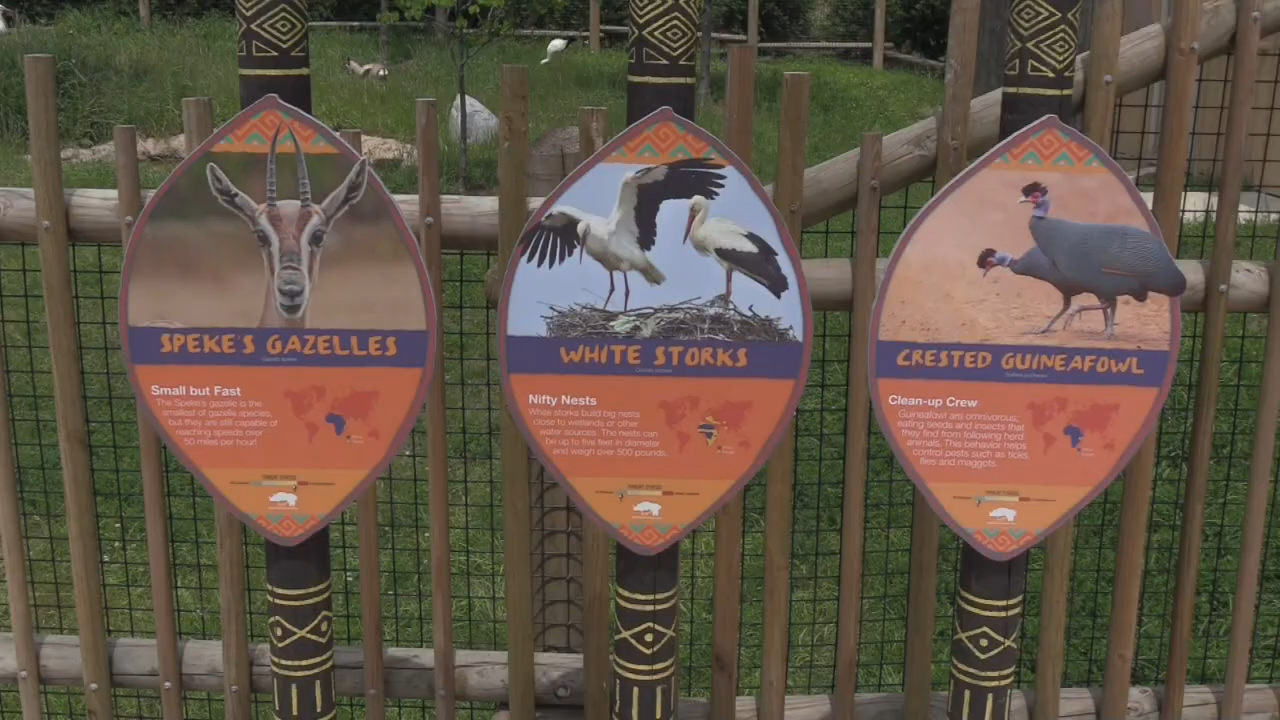 SPEKE'S GAZELLES
Small but Fast
The Speke's gazelle is the
smallest of gazelle species,
but they are still capable of
reaching speeds over
50 miles per hour!
WHITE STORKS
Nifty Nests
White storks build big nests
close to wetlands or other
water sources. The nests can
be up to five feet in diameter
and weigh over 500 pounds.
CRESTED GUINEAFOWL
Clean-up Crew
Guineafowl are omnivorous,
eating seeds and insects that
they find from following herd
animals. This behavior helps
control pests such as ticks,
flies and maggots.